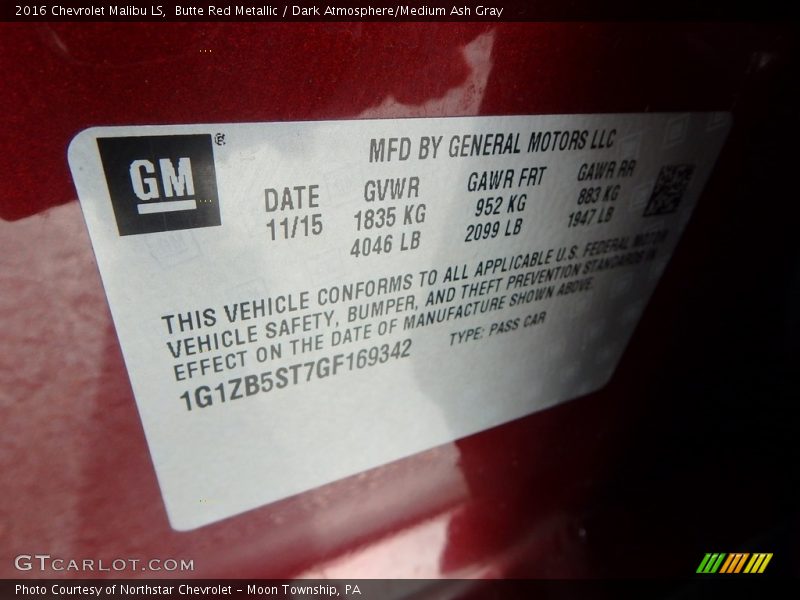 2016 Chevrolet Malibu LS, Butte Red Metallic / Dark Atmosphere/Medium Ash Gray
GM ®
MFD BY GENERAL MOTORS LLC
DATE GVWR GAWR FRT GAWR RR
11/15 1835 KG 952 KG 883 KG
4046 LB 2099 LB 1947 LB
THIS VEHICLE CONFORMS TO ALL APPLICABLE U.S. FEDERAL MOTOR
VEHICLE SAFETY, BUMPER, AND THEFT PREVENTION STANDARDS IN
EFFECT ON THE DATE OF MANUFACTURE SHOWN ABOVE.
1G1ZB5ST7GF169342 TYPE: PASS CAR
GTCARLOT.COM
Photo Courtesy of Northstar Chevrolet - Moon Township, PA